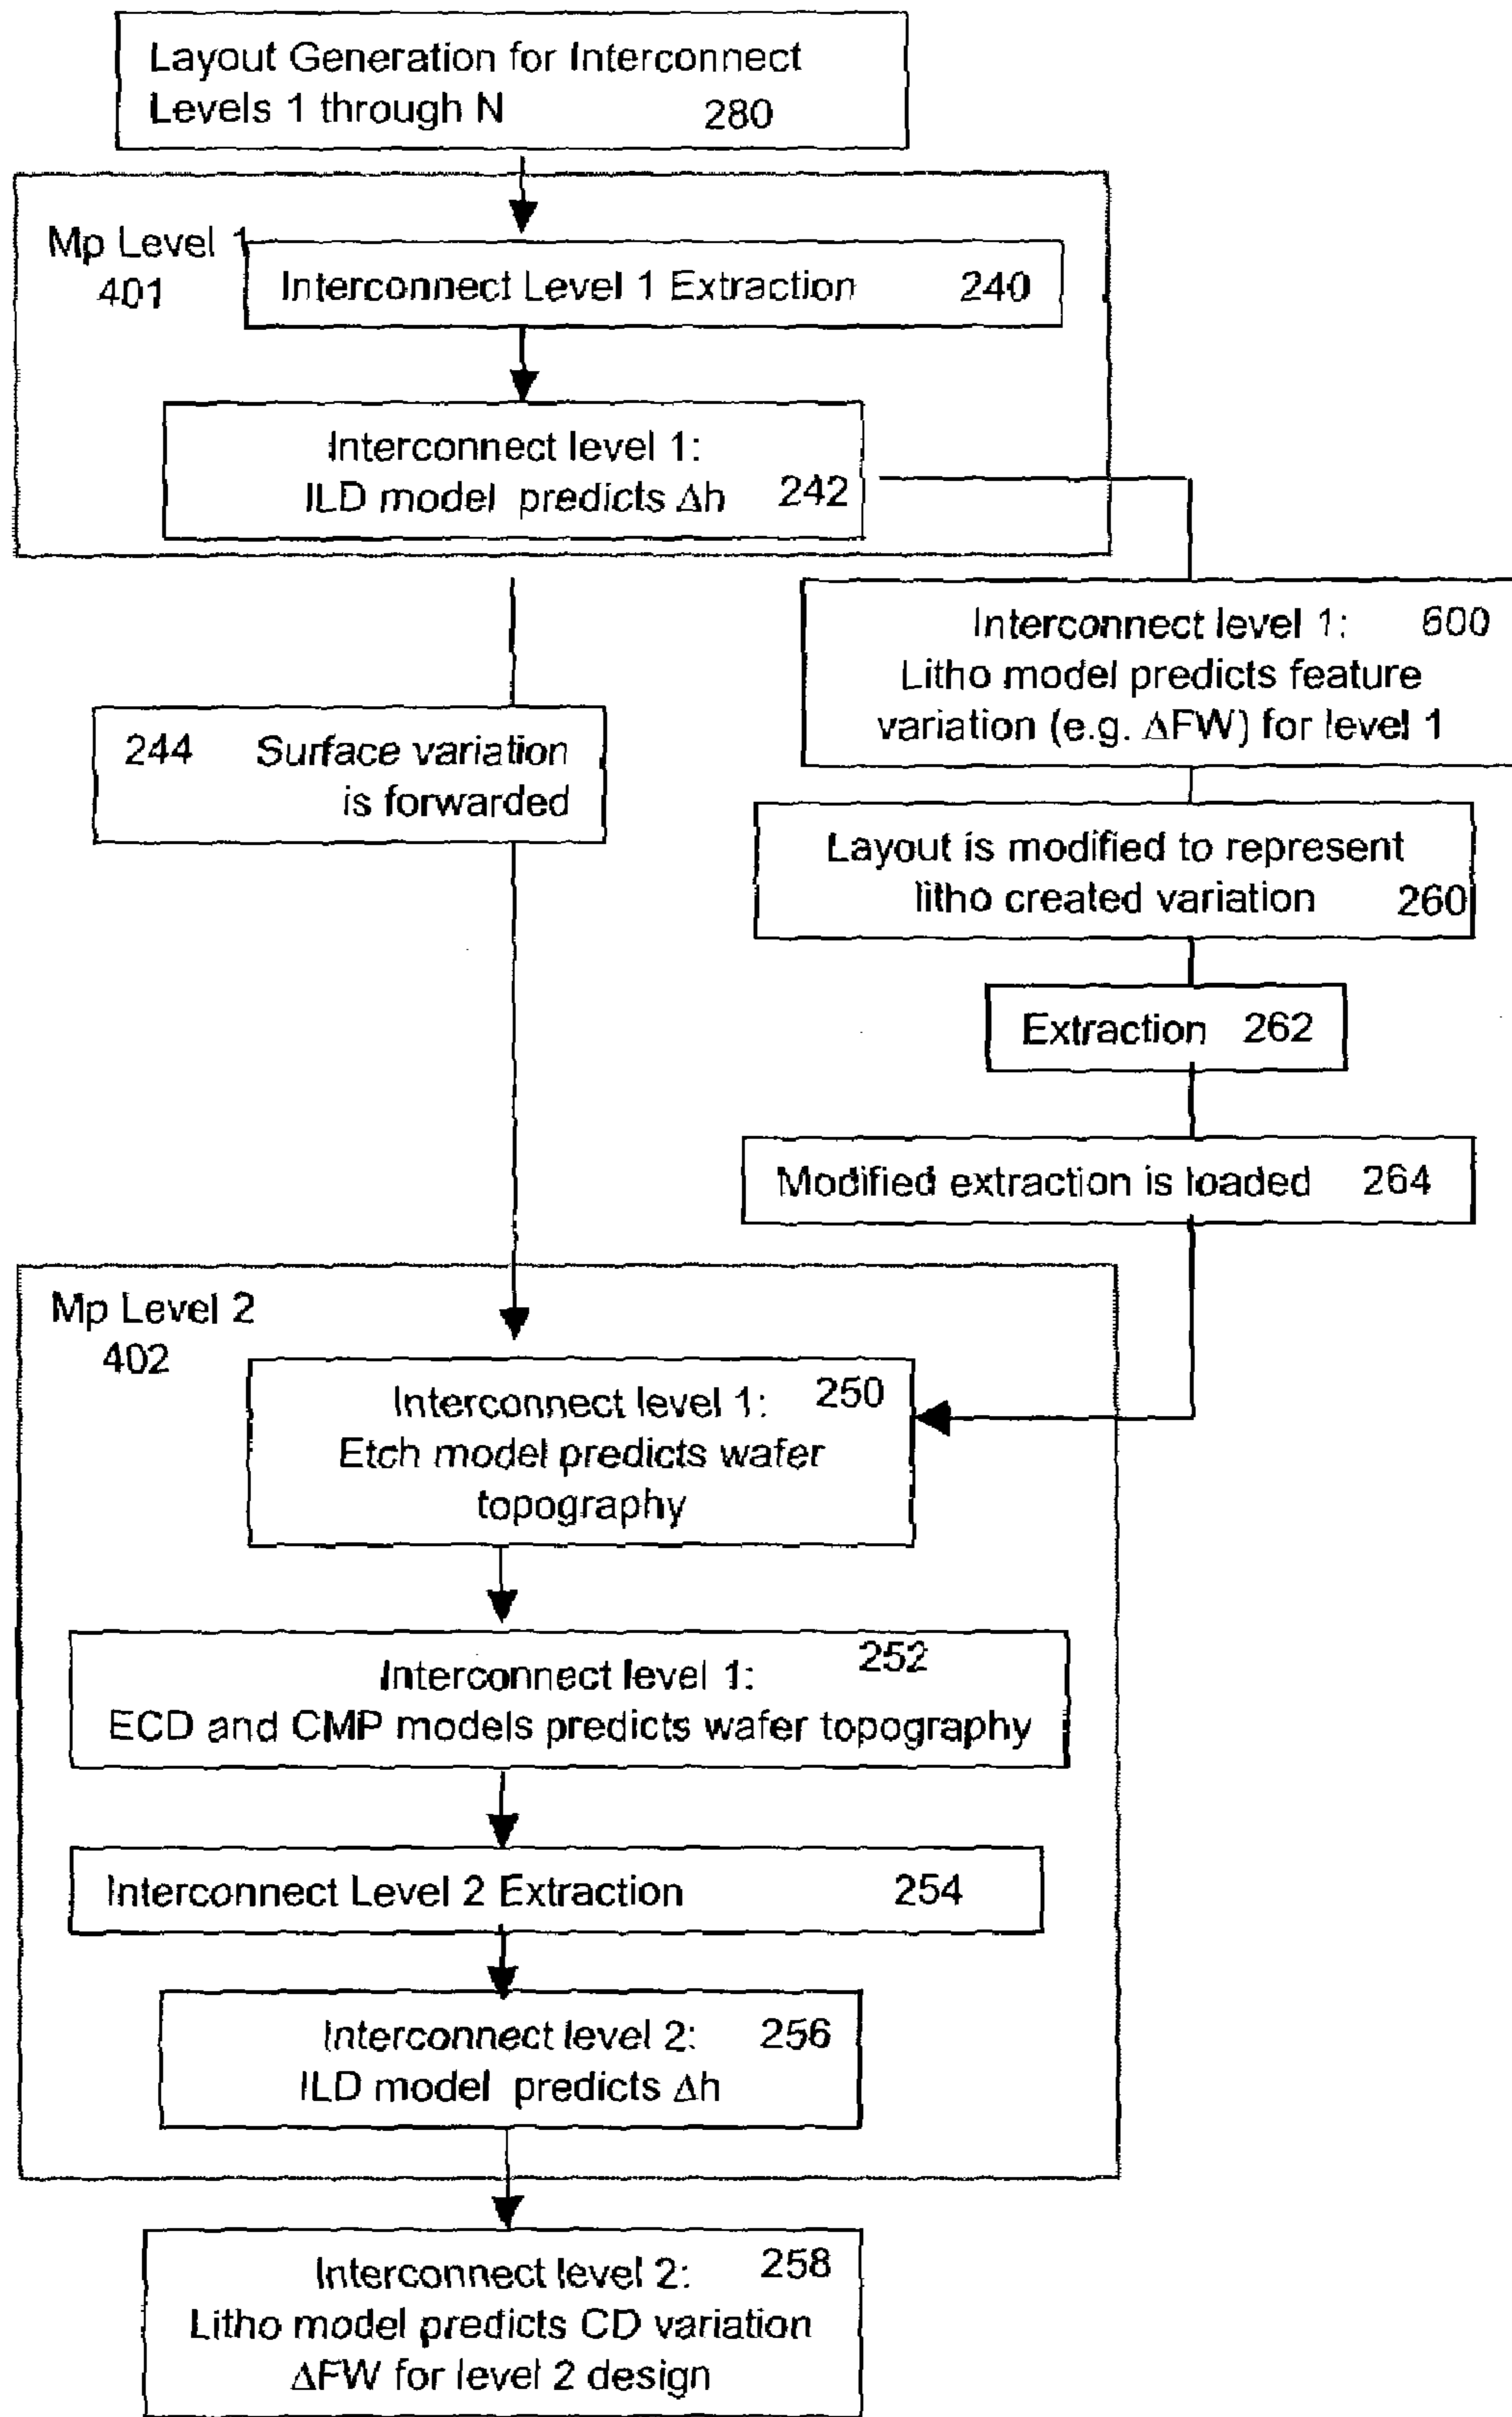 Layout Generation for Interconnect
Levels 1 through N 280
Mp Level 1
401
Interconnect Level 1 Extraction 240
Interconnect level 1:
ILD model predicts Δh 242
Interconnect level 1: 600
Litho model predicts feature
variation (e.g. ΔFW) for level 1
244 Surface variation
is forwarded
Layout is modified to represent
litho created variation 260
Extraction 262
Modified extraction is loaded 264
Mp Level 2
402
Interconnect level 1: 250
Etch model predicts wafer
topography
Interconnect level 1: 252
ECD and CMP models predicts wafer topography
Interconnect Level 2 Extraction 254
Interconnect level 2: 256
ILD model predicts Δh
Interconnect level 2: 258
Litho model predicts CD variation
ΔFW for level 2 design